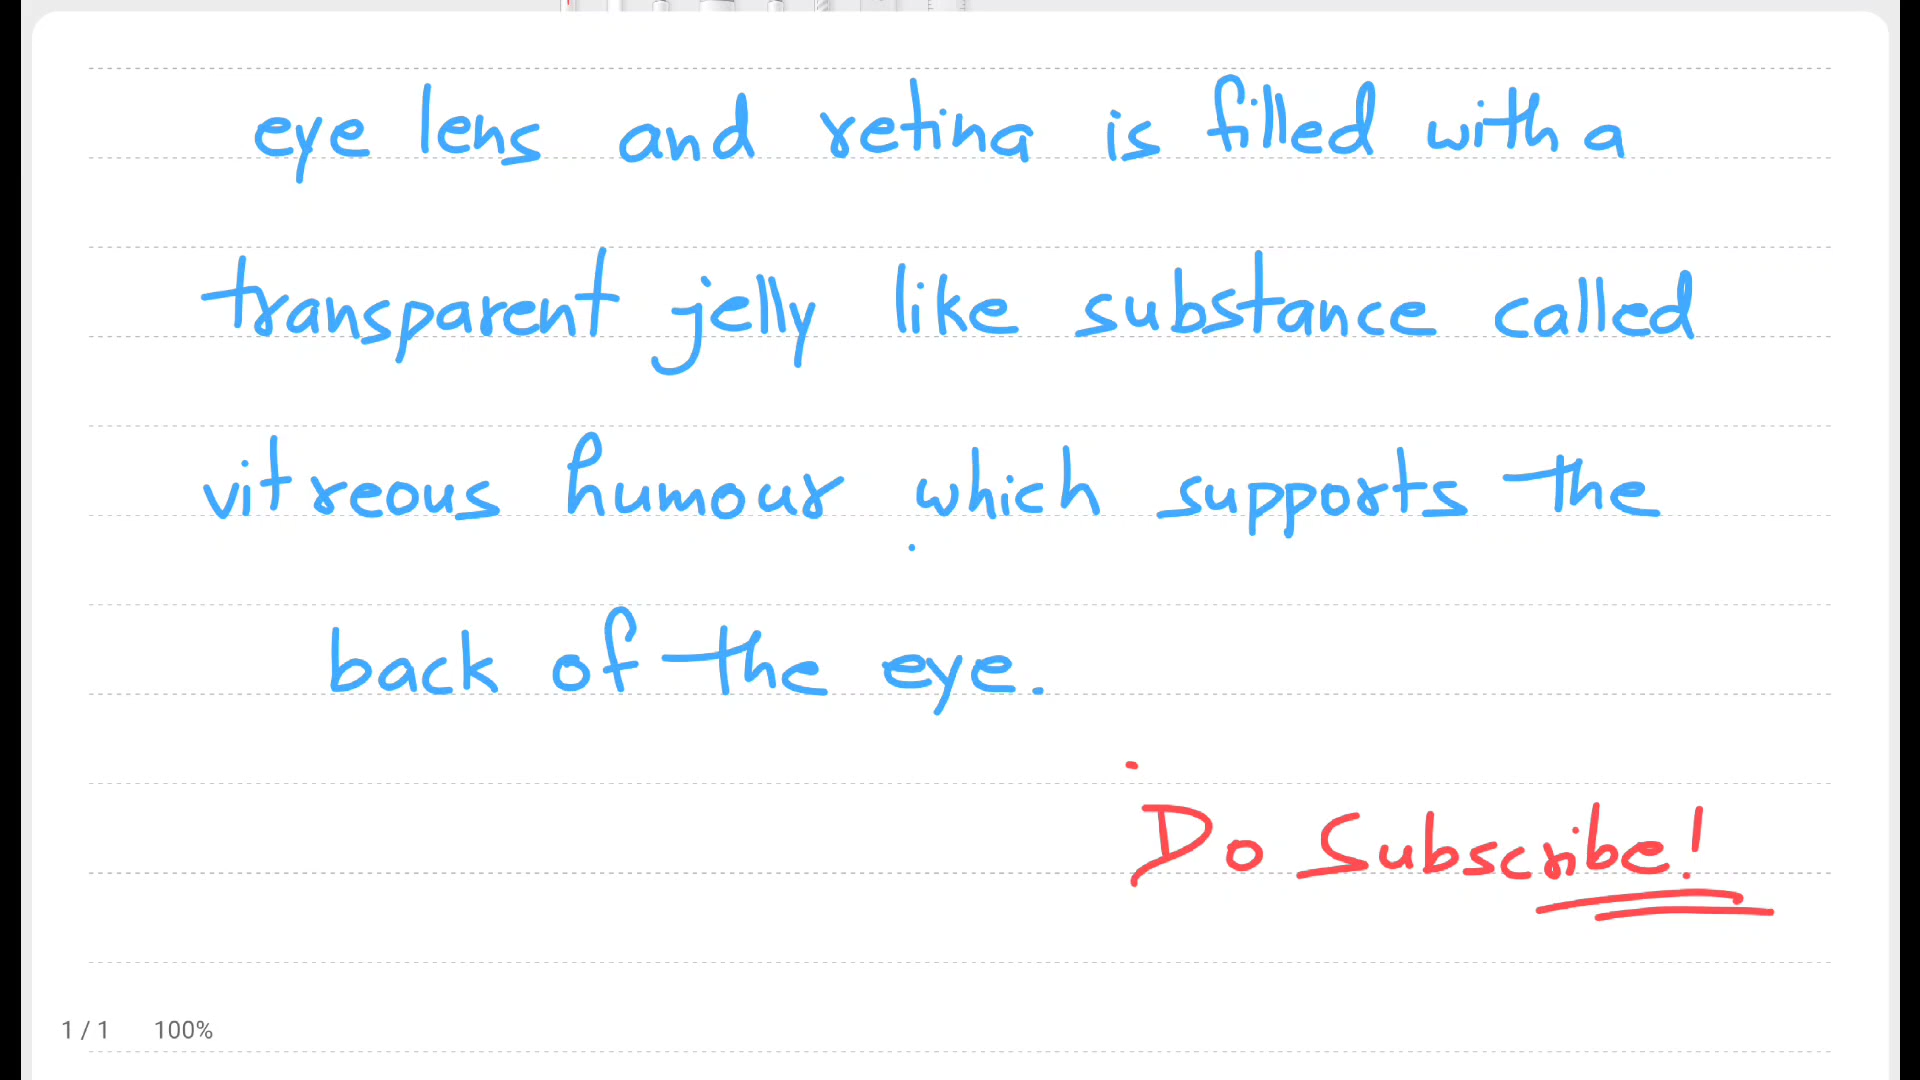 eye lens and retina is filled with a
transparent jelly like substance called
vitreous humour which supports the
back of the eye.
Do Subscribe!
1 / 1 100%